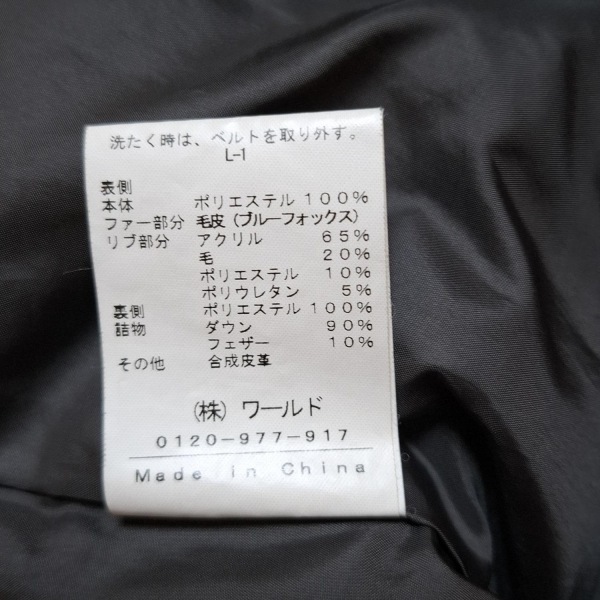 洗たく時は、ベルトを取り外す。
L-1
表側
本体 ポリエステル 100%
ファー部分 毛皮(ブルーフォックス)
リブ部分 アクリル 65%
毛 20%
ポリエステル 10%
ポリウレタン 5%
裏側 ポリエステル 100%
詰物 ダウン 90%
フェザー 10%
その他 合成皮革
(株)ワールド
0120-977-917
Made in China